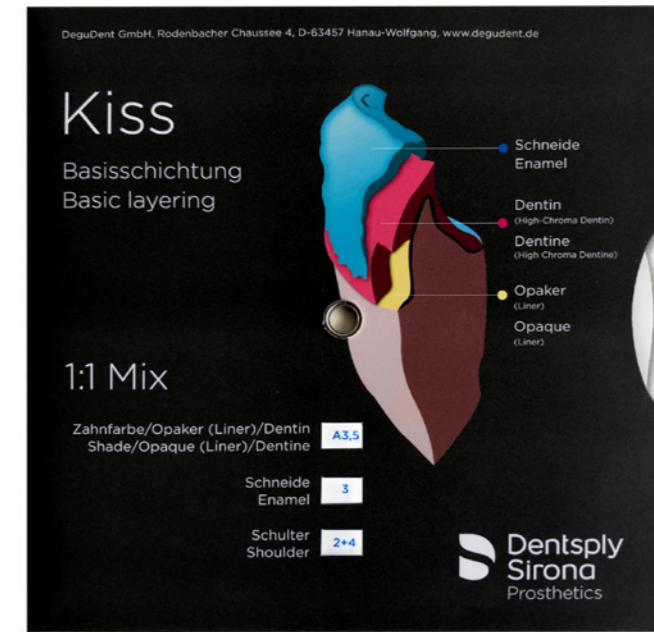 DeguDent GmbH, Rodenbacher Chaussee 4, D-63457 Hanau-Wolfgang, www.degudent.de
Kiss
Basisschichtung
Basic layering
Schneide
Enamel
Dentin
(High-Chroma Dentin)
Dentine
(High Chroma Dentine)
Opaker
(Liner)
Opaque
(Liner)
1:1 Mix
Zahnfarbe/Opaker (Liner)/Dentin
Shade/Opaque (Liner)/Dentine
A3,5
Schneide
Enamel
3
Schulter
Shoulder
2+4
Dentsply
Sirona
Prosthetics